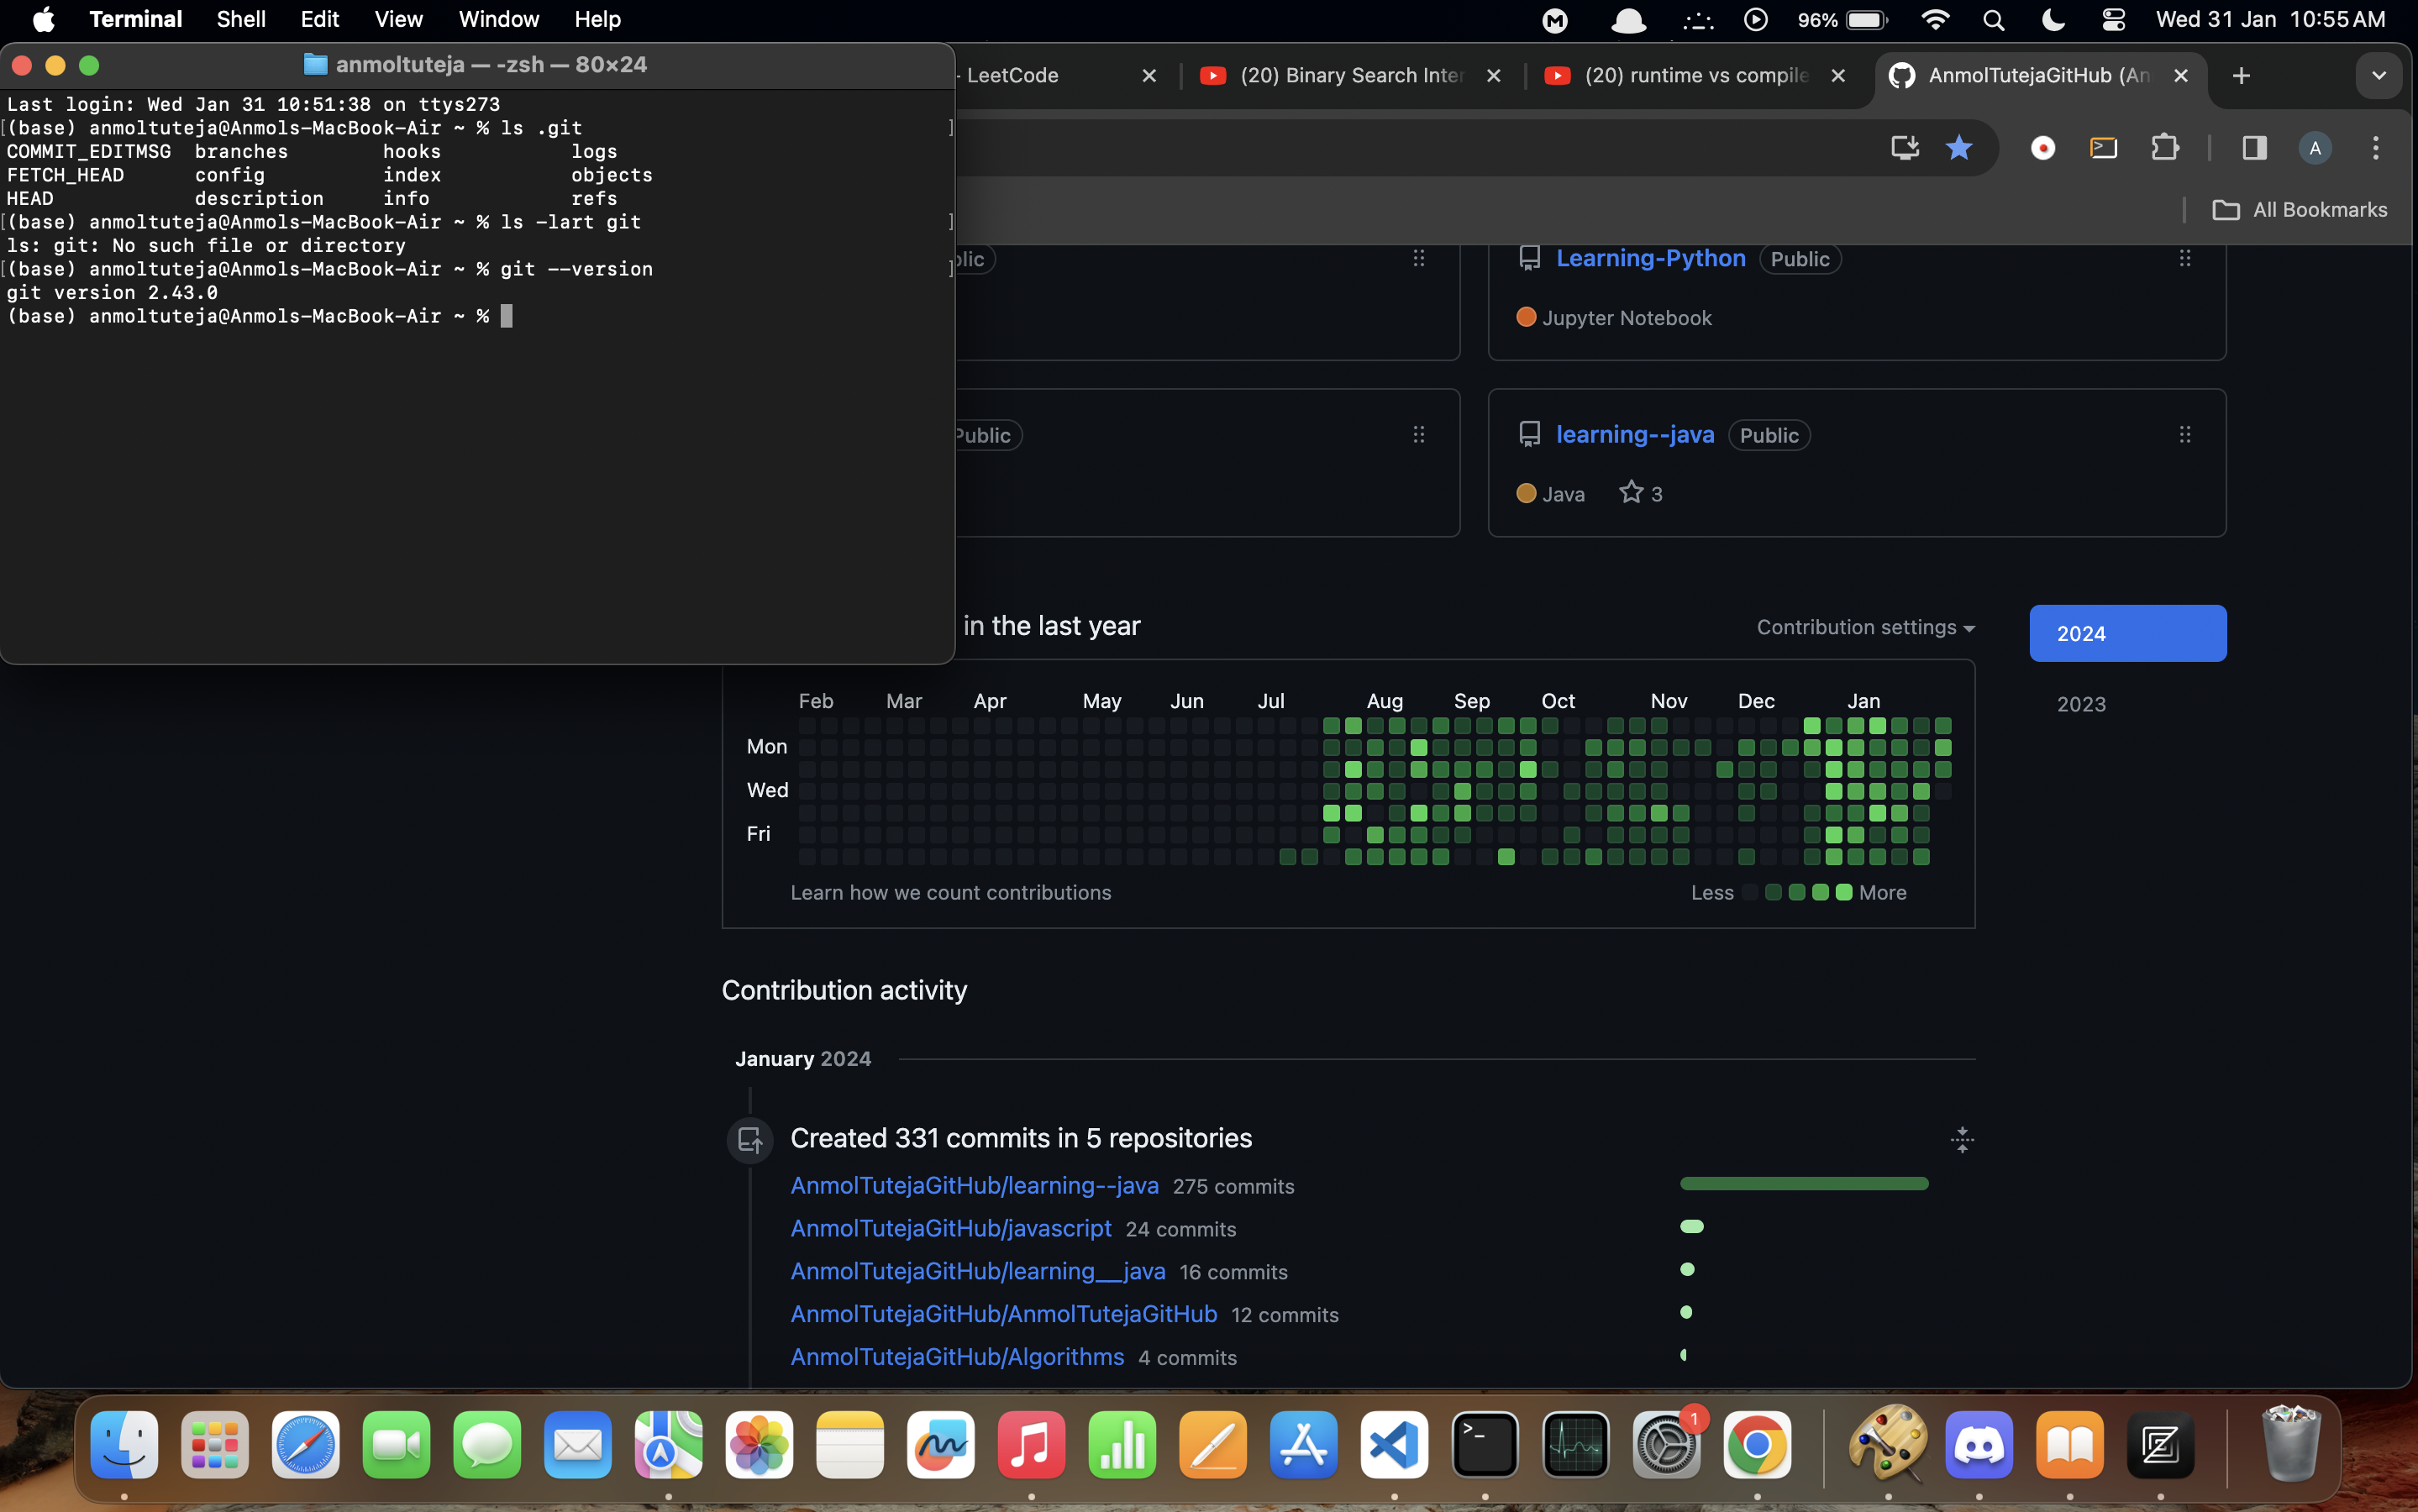 Terminal Shell Edit View Window Help 96% Wed 31 Jan 10:55 AM
anmoltuteja — -zsh — 80×24
Last login: Wed Jan 31 10:51:38 on ttys273
[(base) anmoltuteja@Anmols-MacBook-Air ~ % ls .git ]
COMMIT_EDITMSG branches hooks logs
FETCH_HEAD config index objects
HEAD description info refs
[(base) anmoltuteja@Anmols-MacBook-Air ~ % ls -lart git ]
ls: git: No such file or directory
[(base) anmoltuteja@Anmols-MacBook-Air ~ % git --version ]
git version 2.43.0
(base) anmoltuteja@Anmols-MacBook-Air ~ %
- LeetCode (20) Binary Search Inter (20) runtime vs compile AnmolTutejaGitHub (An
A
All Bookmarks
blic Learning-Python Public
Jupyter Notebook
Public learning--java Public
Java 3
in the last year Contribution settings 2024
2023
Feb Mar Apr May Jun Jul Aug Sep Oct Nov Dec Jan
Mon
Wed
Fri
Learn how we count contributions Less More
Contribution activity
January 2024
Created 331 commits in 5 repositories
AnmolTutejaGitHub/learning--java 275 commits
AnmolTutejaGitHub/javascript 24 commits
AnmolTutejaGitHub/learning__java 16 commits
AnmolTutejaGitHub/AnmolTutejaGitHub 12 commits
AnmolTutejaGitHub/Algorithms 4 commits
1